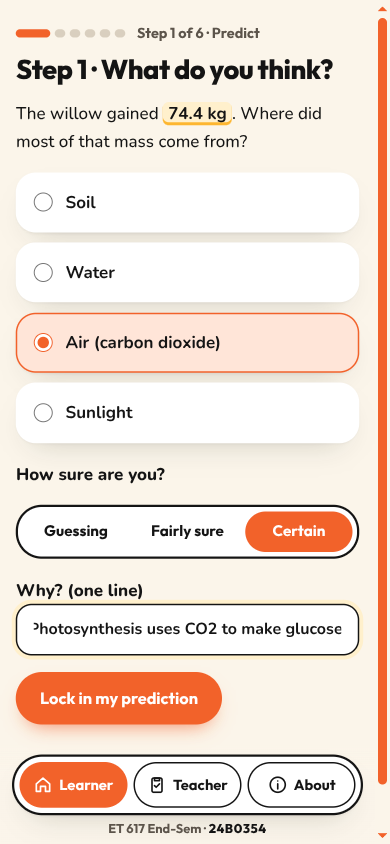 Step 1 of 6 · Predict
Step 1 · What do you think?
The willow gained 74.4 kg. Where did
most of that mass come from?
Soil
Water
Air (carbon dioxide)
Sunlight
How sure are you?
Guessing Fairly sure Certain
Why? (one line)
Photosynthesis uses CO2 to make glucose
Lock in my prediction
Learner Teacher About
ET 617 End-Sem · 24B0354